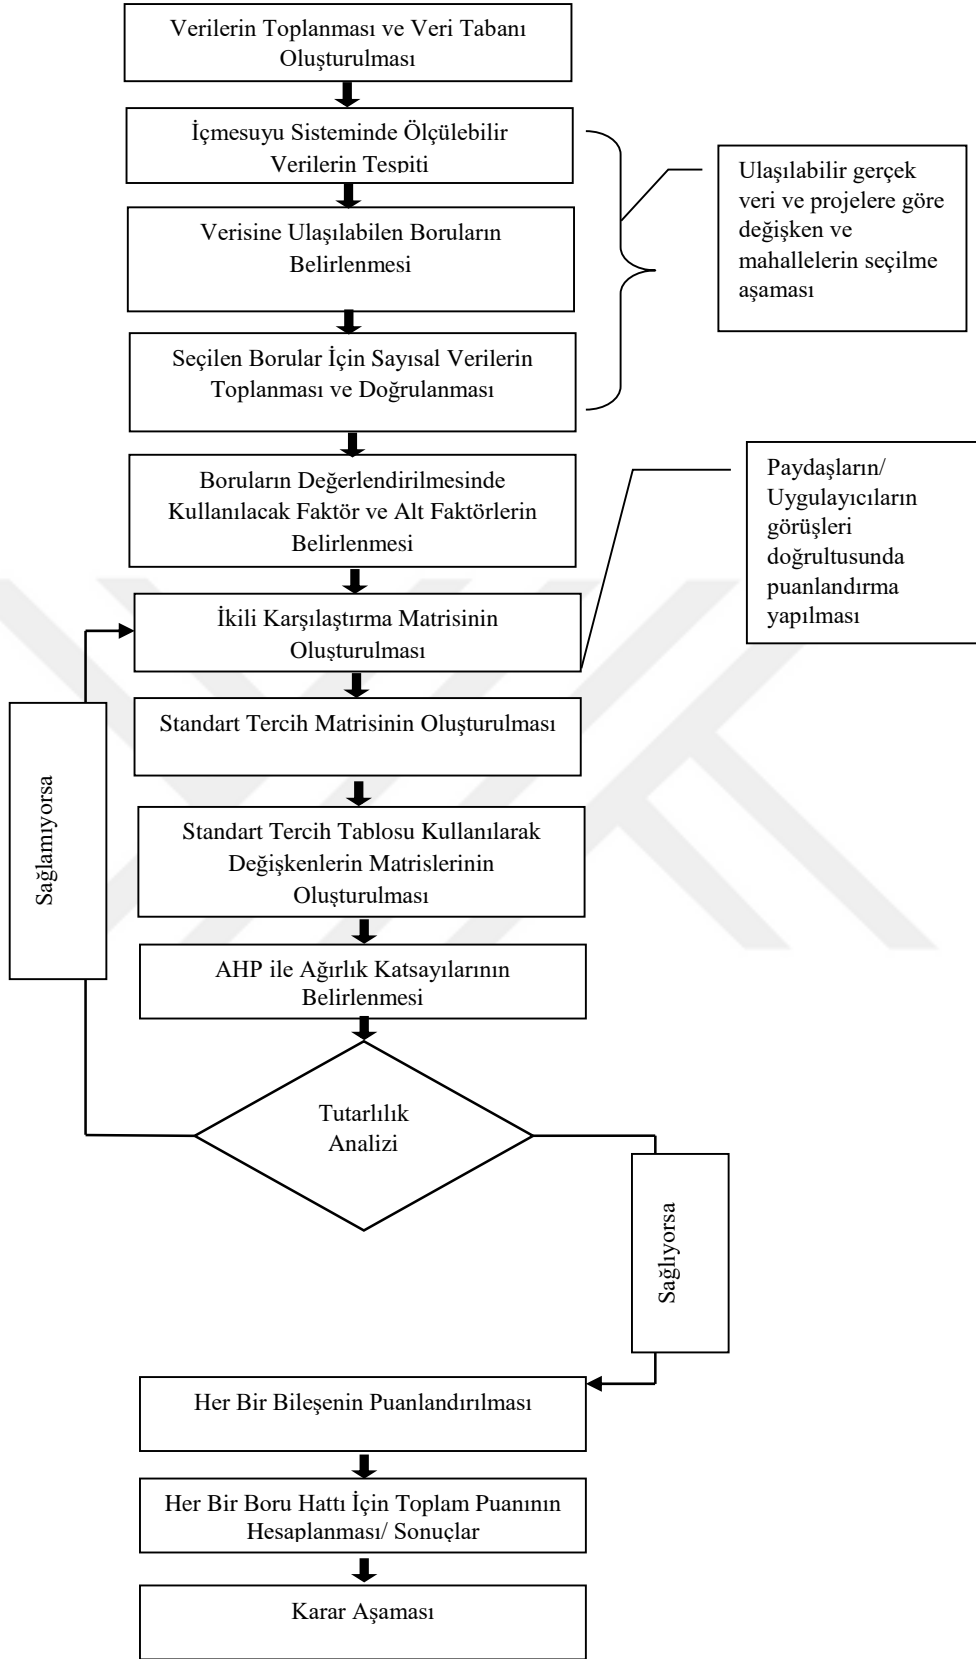 Verilerin Toplanması ve Veri Tabanı
Oluşturulması
İçmesuyu Sisteminde Ölçülebilir
Verilerin Tespiti
Ulaşılabilir gerçek
veri ve projelere göre
değişken ve
mahallelerin seçilme
aşaması
Verisine Ulaşılabilen Boruların
Belirlenmesi
Seçilen Borular İçin Sayısal Verilerin
Toplanması ve Doğrulanması
Boruların Değerlendirilmesinde
Kullanılacak Faktör ve Alt Faktörlerin
Belirlenmesi
Paydaşların/
Uygulayıcıların
görüşleri
doğrultusunda
puanlandırma
yapılması
İkili Karşılaştırma Matrisinin
Oluşturulması
Standart Tercih Matrisinin Oluşturulması
Sağlamıyorsa
Standart Tercih Tablosu Kullanılarak
Değişkenlerin Matrislerinin
Oluşturulması
AHP ile Ağırlık Katsayılarının
Belirlenmesi
Tutarlılık
Analizi
Sağlıyorsa
Her Bir Bileşenin Puanlandırılması
Her Bir Boru Hattı İçin Toplam Puanının
Hesaplanması/ Sonuçlar
Karar Aşaması